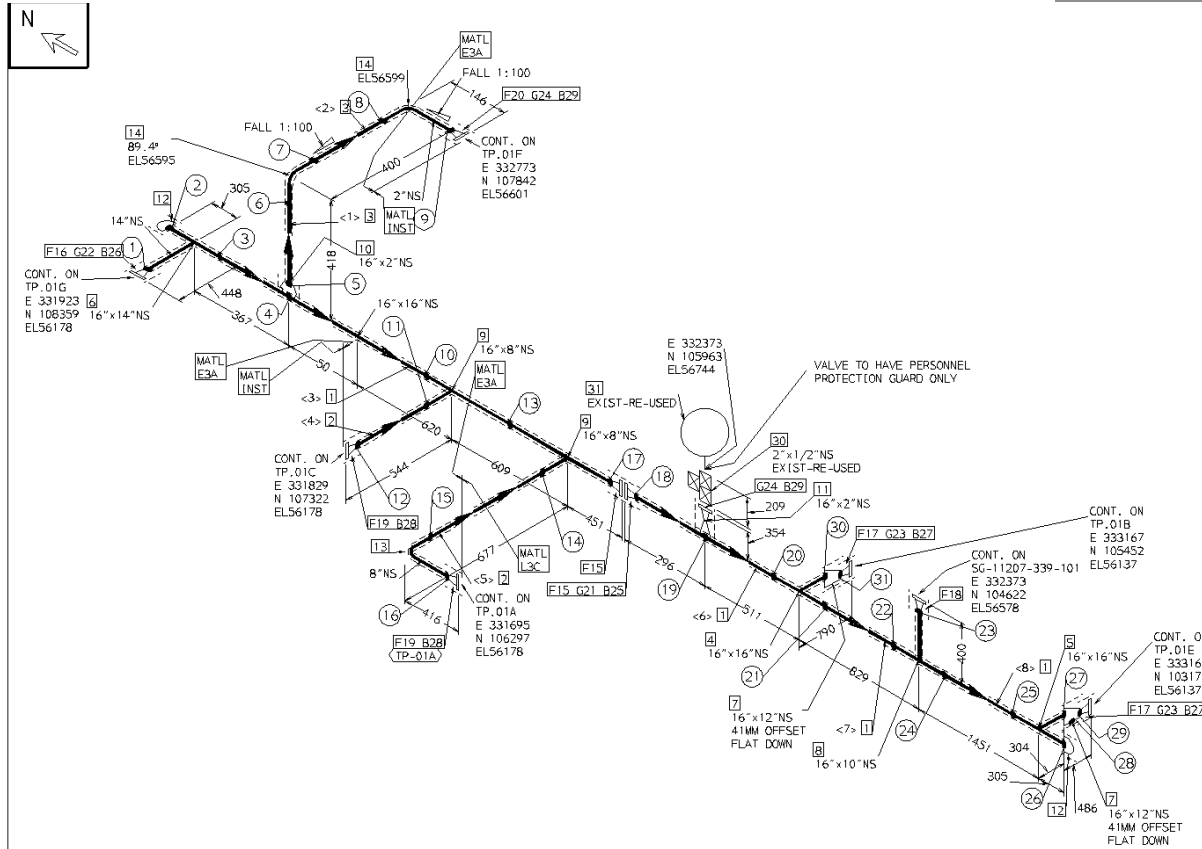 N
MATL
E3A
14
EL56599
FALL 1:100
146
F20 G24 B29
<2> 3
8
FALL 1:100
14
89.4°
EL56595
7
CONT. ON
TP.01F
E 332773
N 107842
EL56601
400
2"NS
MATL
INST
9
6
<1> 3
12
2
305
14"NS
3
10
16"x2"NS
418
F16 G22 B26
1
5
CONT. ON
TP.01G
E 331923
N 108359
EL56178
6
16"x14"NS
448
367
4
16"x16"NS
11
9
16"x8"NS
10
MATL
E3A
MATL
INST
50
MATL
E3A
<3> 1
<4> 2
620
13
544
CONT. ON
TP.01C
E 331829
N 107322
EL56178
12
F19 B28
609
9
16"x8"NS
17
18
E 332373
N 105963
EL56744
31
EXIST-RE-USED
VALVE TO HAVE PERSONNEL
PROTECTION GUARD ONLY
30
2"x1/2"NS
EXIST-RE-USED
G24 B29
11
16"x2"NS
209
354
15
14
451
13
677
8"NS
MATL
L3C
F15
F15 G21 B25
296
<5> 2
16
416
CONT. ON
TP.01A
E 331695
N 106297
EL56178
F19 B28
TP-01A
19
20
30
F17 G23 B27
CONT. ON
TP.01B
E 333167
N 105452
EL56137
31
<6> 1
511
4
16"x16"NS
790
21
22
CONT. ON
SG-11207-339-101
E 332373
N 104622
EL56578
F18
23
400
829
7
16"x12"NS
41MM OFFSET
FLAT DOWN
<7> 1
24
8
16"x10"NS
<8> 1
25
5
16"x16"NS
27
CONT. O
TP.01E
E 33316
N 10317
EL56137
F17 G23 B27
29
28
1451
304
305
26
12
486
7
16"x12"NS
41MM OFFSET
FLAT DOWN